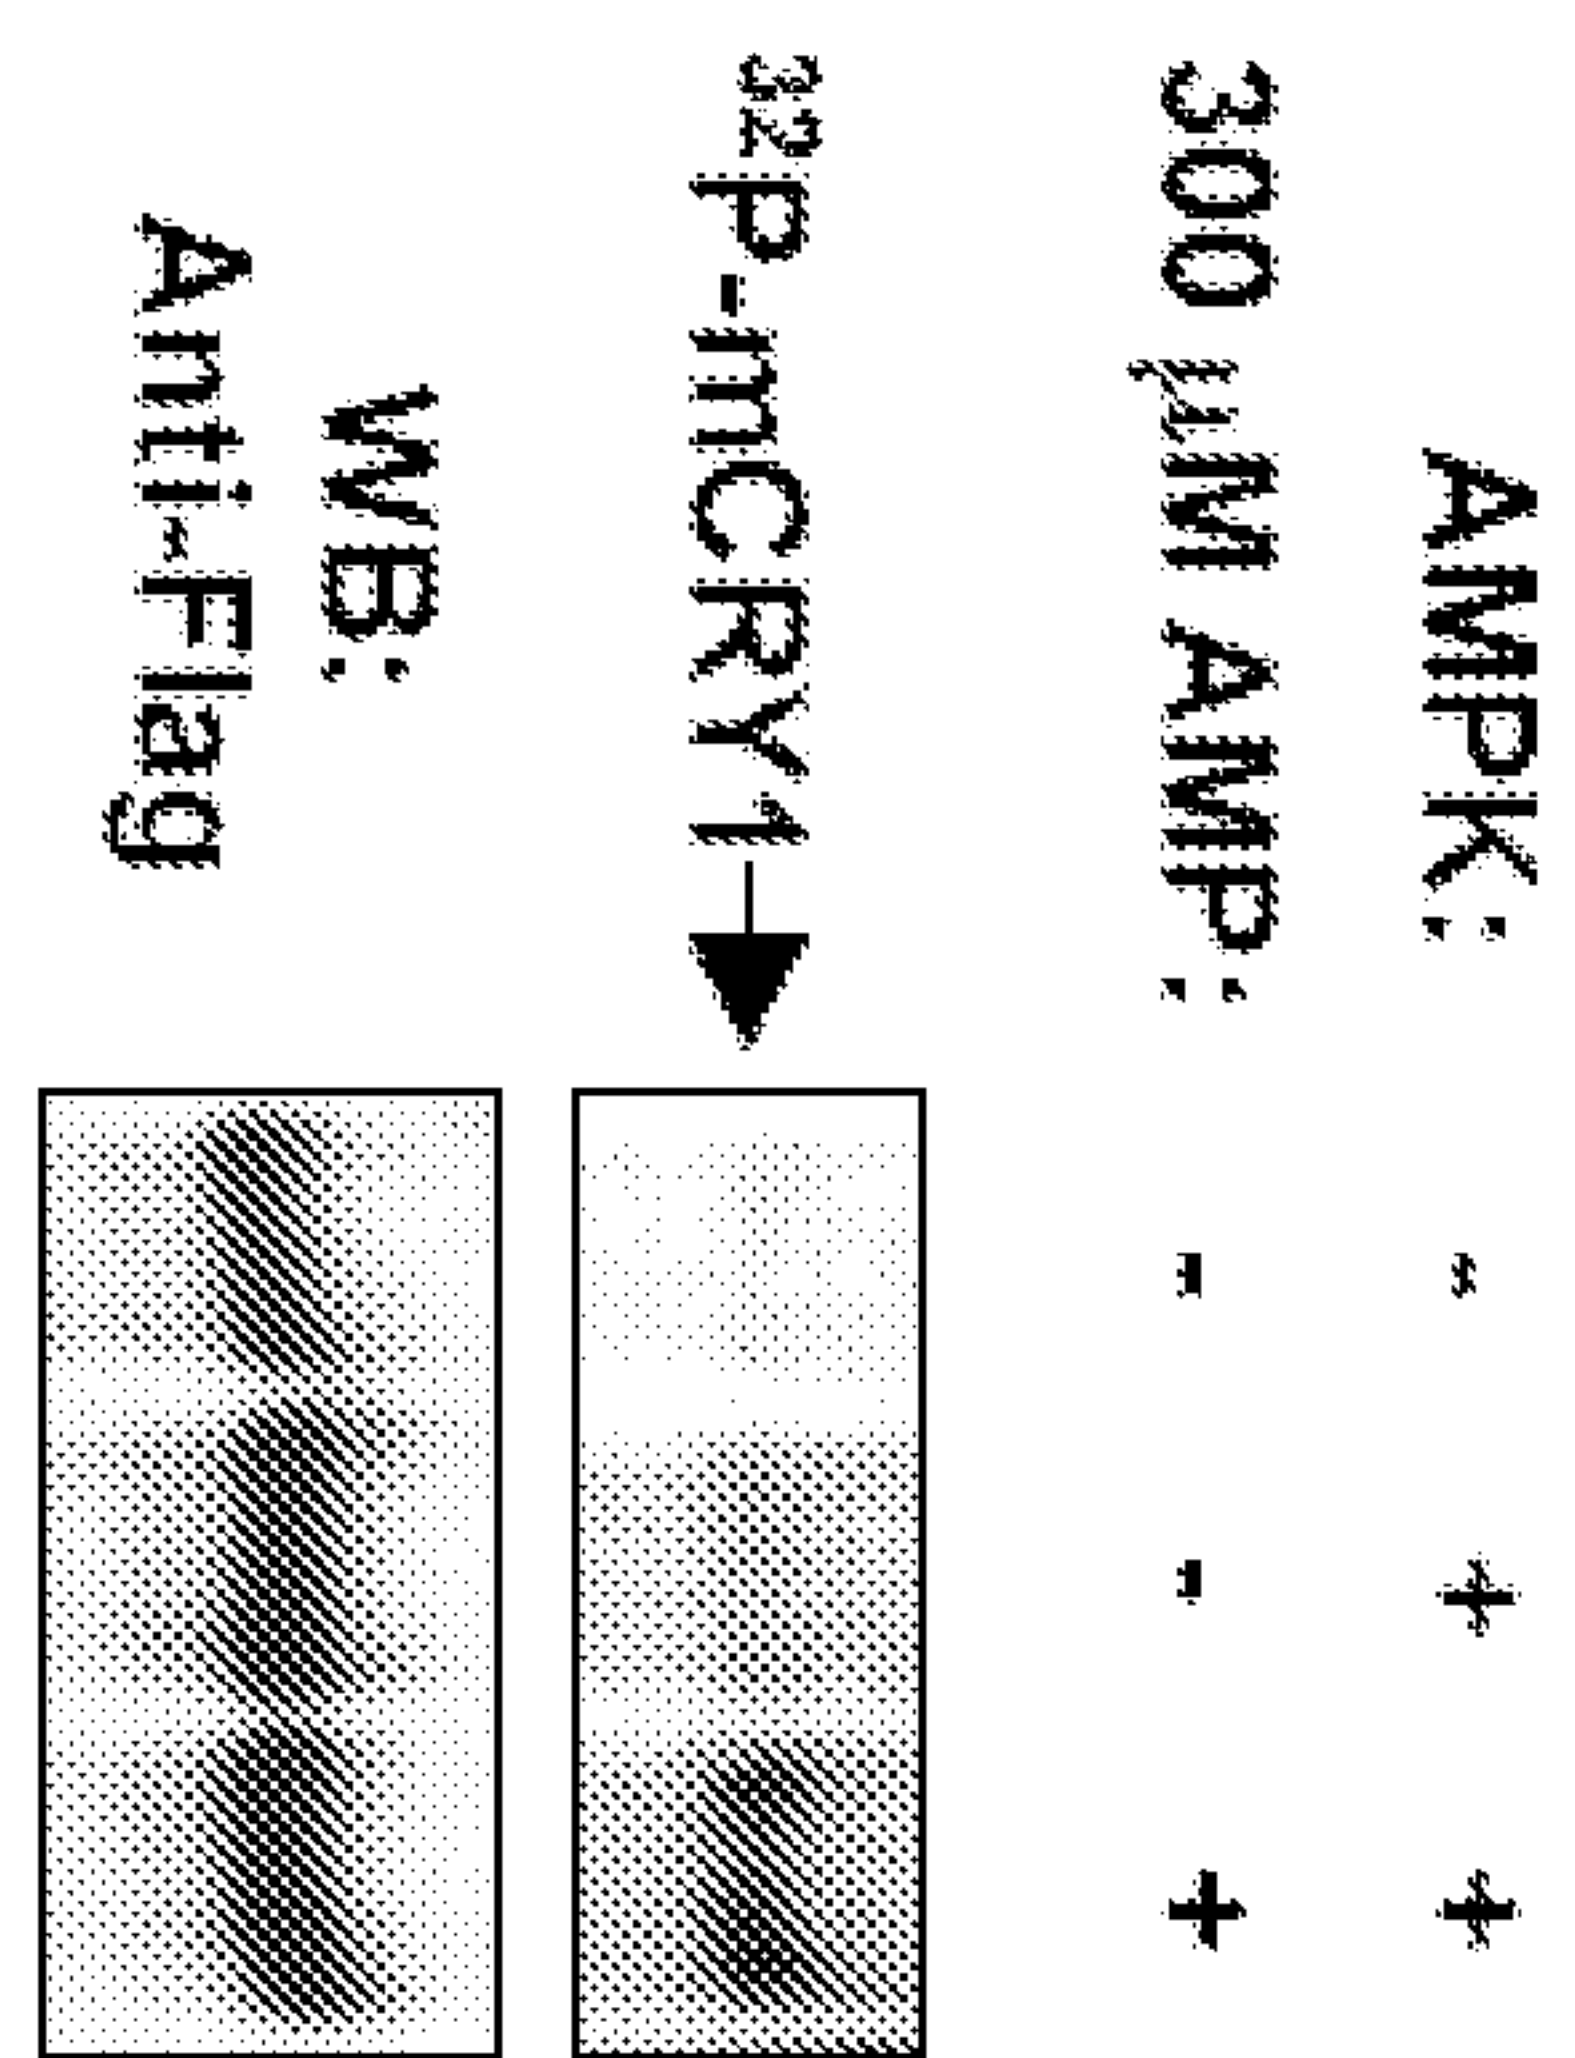 AMPK: - + +
300 µM AMP: - - +
³²P-mCRY1
WB:
Anti-Flag